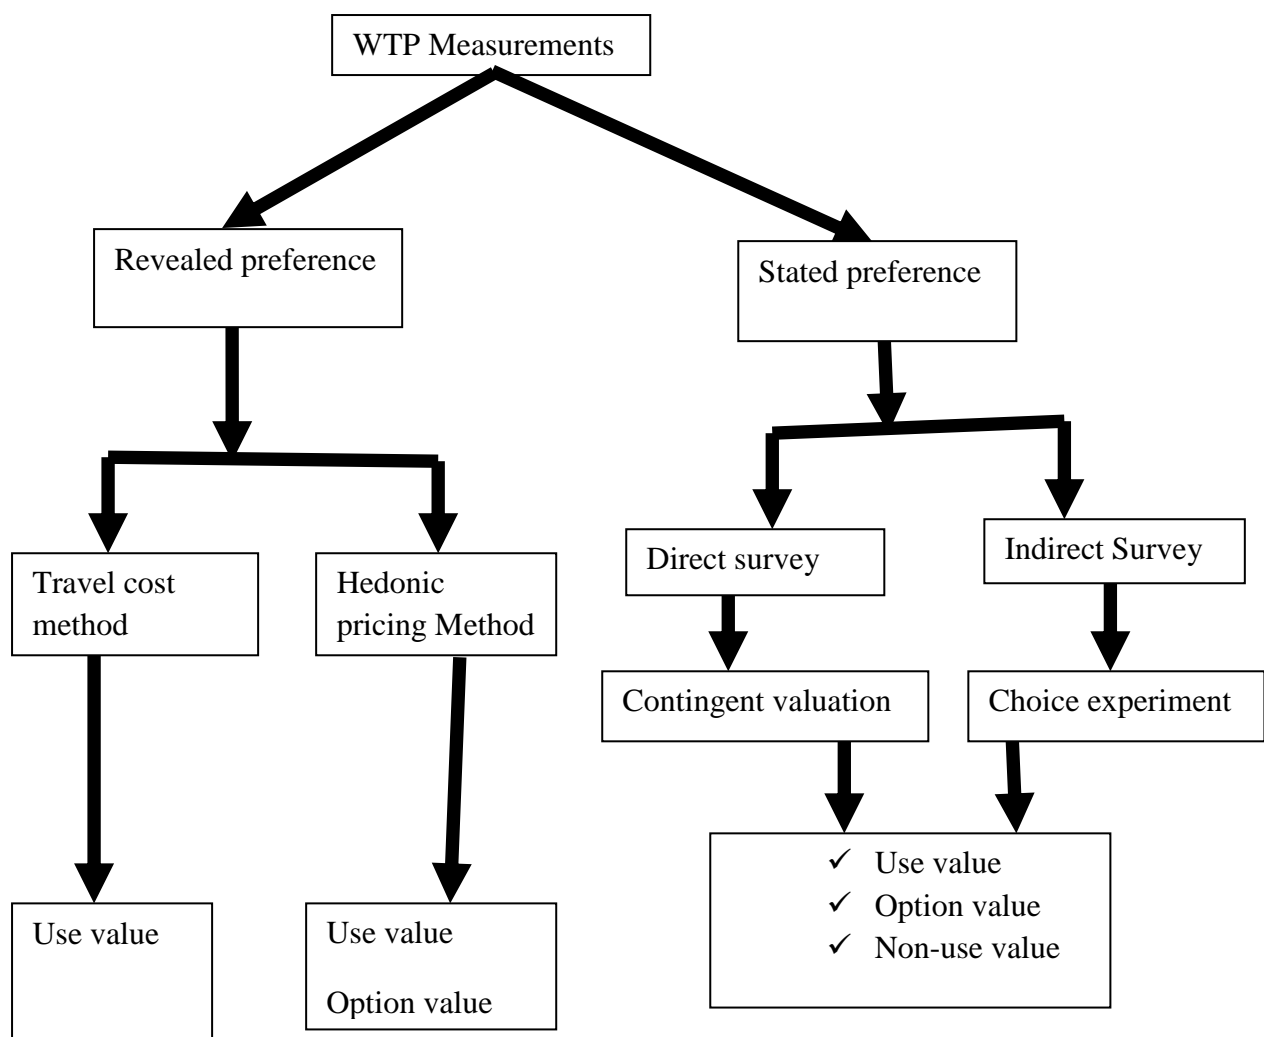 WTP Measurements
Revealed preference
Stated preference
Travel cost
method
Hedonic
pricing Method
Direct survey
Indirect Survey
Contingent valuation
Choice experiment
Use value
Use value
Option value
✓ Use value
✓ Option value
✓ Non-use value